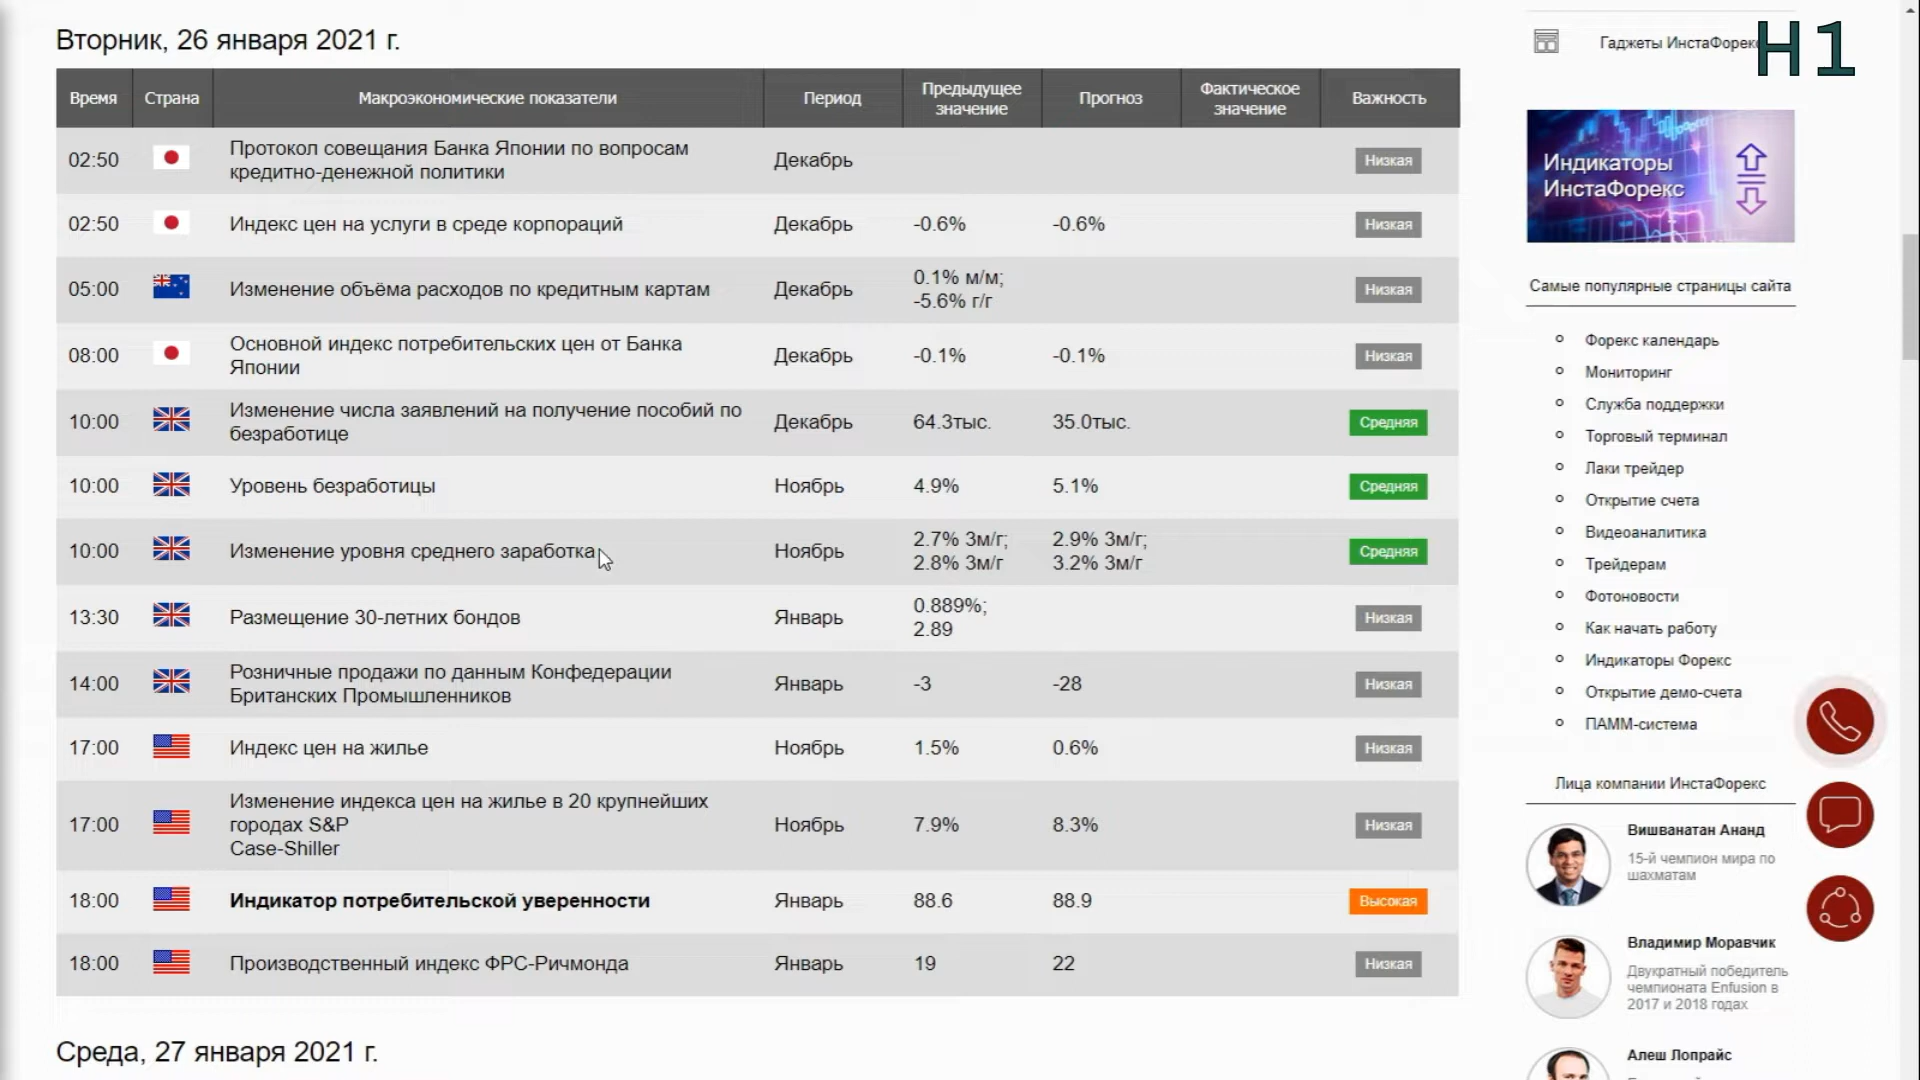 Вторник, 26 января 2021 г.
Время Страна Макроэкономические показатели Период Предыдущее значение Прогноз Фактическое значение Важность
02:50 Протокол совещания Банка Японии по вопросам
кредитно-денежной политики Декабрь Низкая
02:50 Индекс цен на услуги в среде корпораций Декабрь -0.6% -0.6% Низкая
05:00 Изменение объёма расходов по кредитным картам Декабрь 0.1% м/м;
-5.6% г/г Низкая
08:00 Основной индекс потребительских цен от Банка
Японии Декабрь -0.1% -0.1% Низкая
10:00 Изменение числа заявлений на получение пособий по
безработице Декабрь 64.3тыс. 35.0тыс. Средняя
10:00 Уровень безработицы Ноябрь 4.9% 5.1% Средняя
10:00 Изменение уровня среднего заработка Ноябрь 2.7% 3м/г; 2.9% 3м/г;
2.8% 3м/г 3.2% 3м/г Средняя
13:30 Размещение 30-летних бондов Январь 0.889%;
2.89 Низкая
14:00 Розничные продажи по данным Конфедерации
Британских Промышленников Январь -3 -28 Низкая
17:00 Индекс цен на жилье Ноябрь 1.5% 0.6% Низкая
17:00 Изменение индекса цен на жилье в 20 крупнейших
городах S&P
Case-Shiller Ноябрь 7.9% 8.3% Низкая
18:00 Индикатор потребительской уверенности Январь 88.6 88.9 Высокая
18:00 Производственный индекс ФРС-Ричмонда Январь 19 22 Низкая
Среда, 27 января 2021 г.
Гаджеты ИнстаФорекс
H1
Индикаторы
ИнстаФорекс
Самые популярные страницы сайта
Форекс календарь
Мониторинг
Служба поддержки
Торговый терминал
Лаки трейдер
Открытие счета
Видеоаналитика
Трейдерам
Фотоновости
Как начать работу
Индикаторы Форекс
Открытие демо-счета
ПАММ-система
Лица компании ИнстаФорекс
Вишванатан Ананд
15-й чемпион мира по
шахматам
Владимир Моравчик
Двукратный победитель
чемпионата Enfusion в
2017 и 2018 годах
Алеш Лопрайс